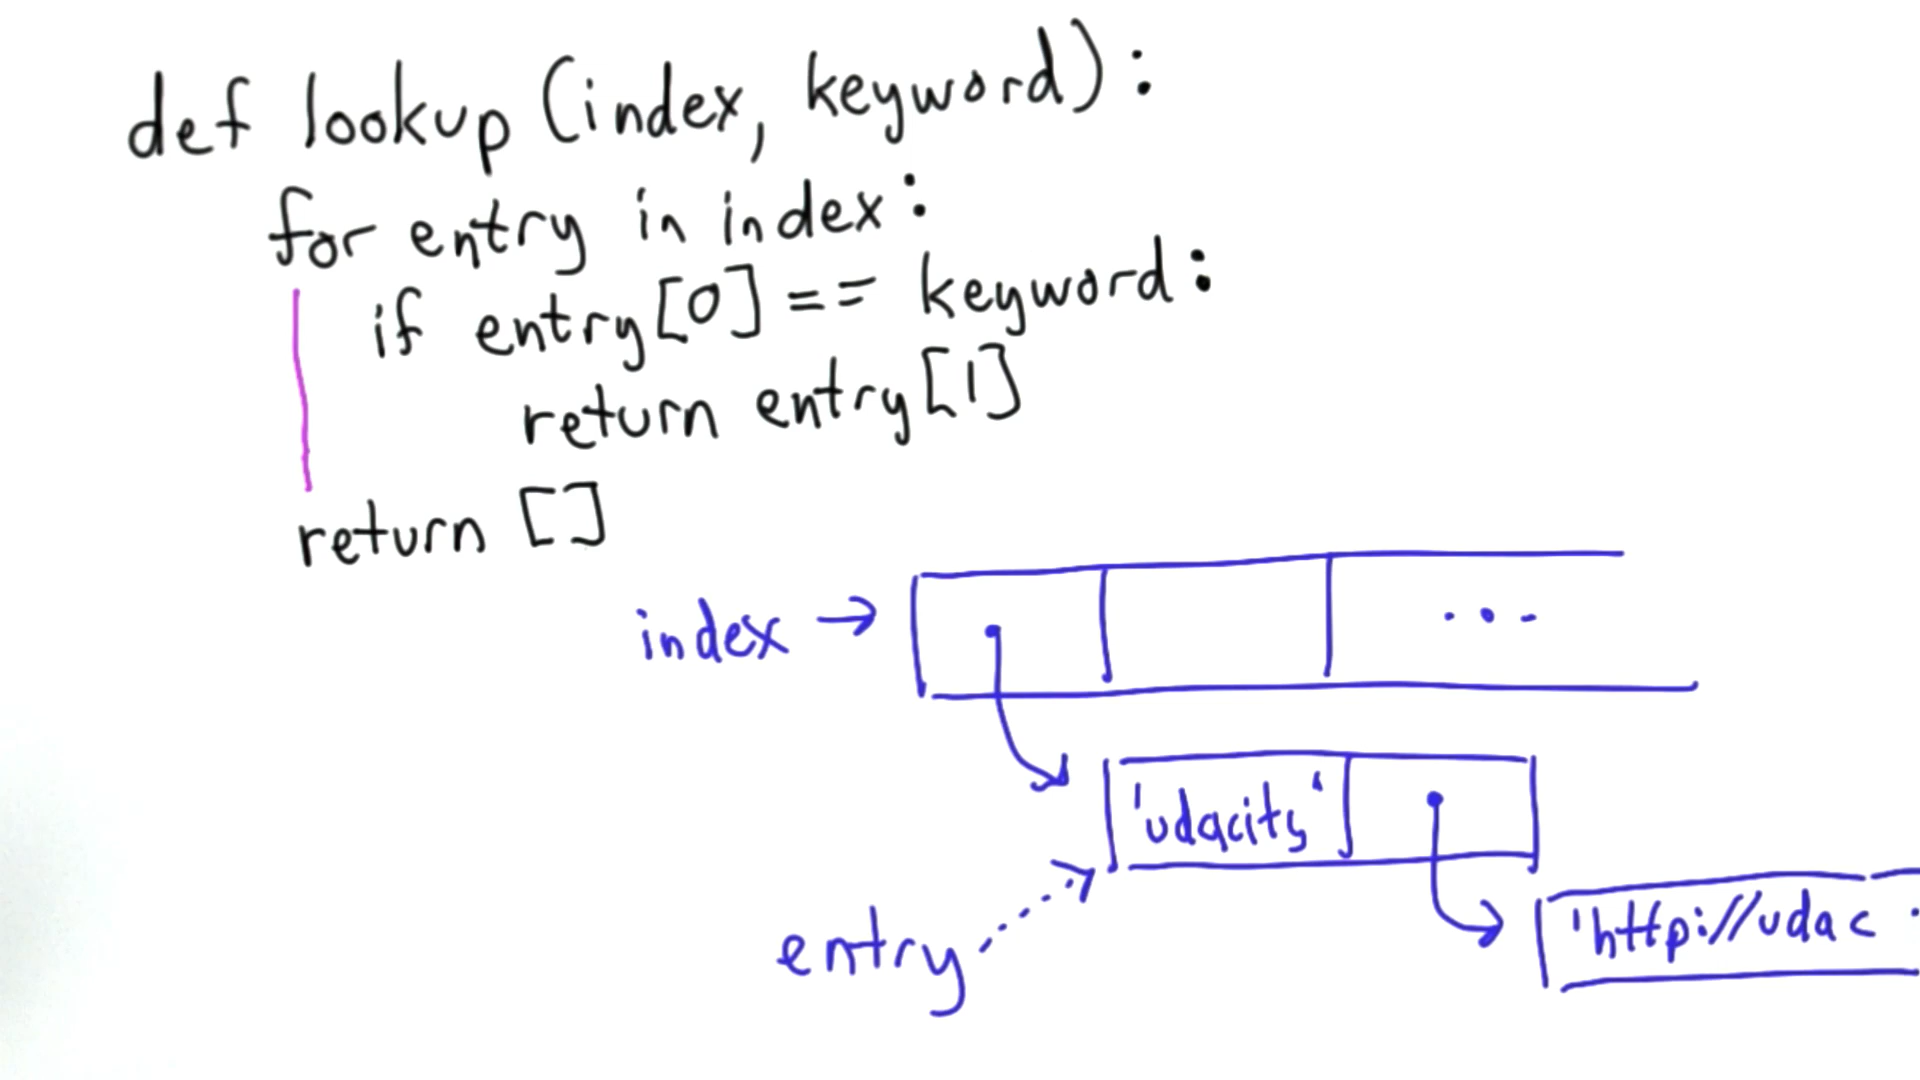 def lookup (index, keyword):
for entry in index:
if entry[0] == keyword:
return entry[1]
return []
index → ...
'udacity'
entry
'http://udac